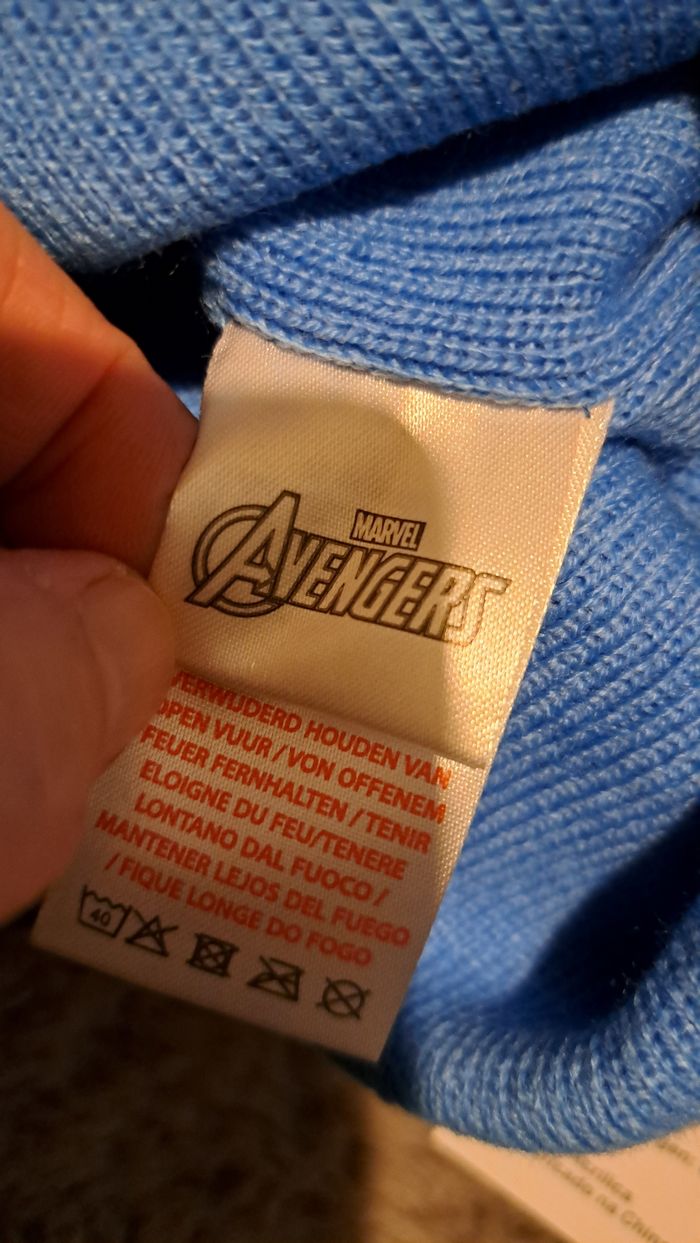 MARVEL
AVENGERS
VERWIJDERD HOUDEN VAN
OPEN VUUR / VON OFFENEM
FEUER FERNHALTEN / TENIR
ELOIGNE DU FEU/TENERE
LONTANO DAL FUOCO /
MANTENER LEJOS DEL FUEGO
/ FIQUE LONGE DO FOGO
40
na